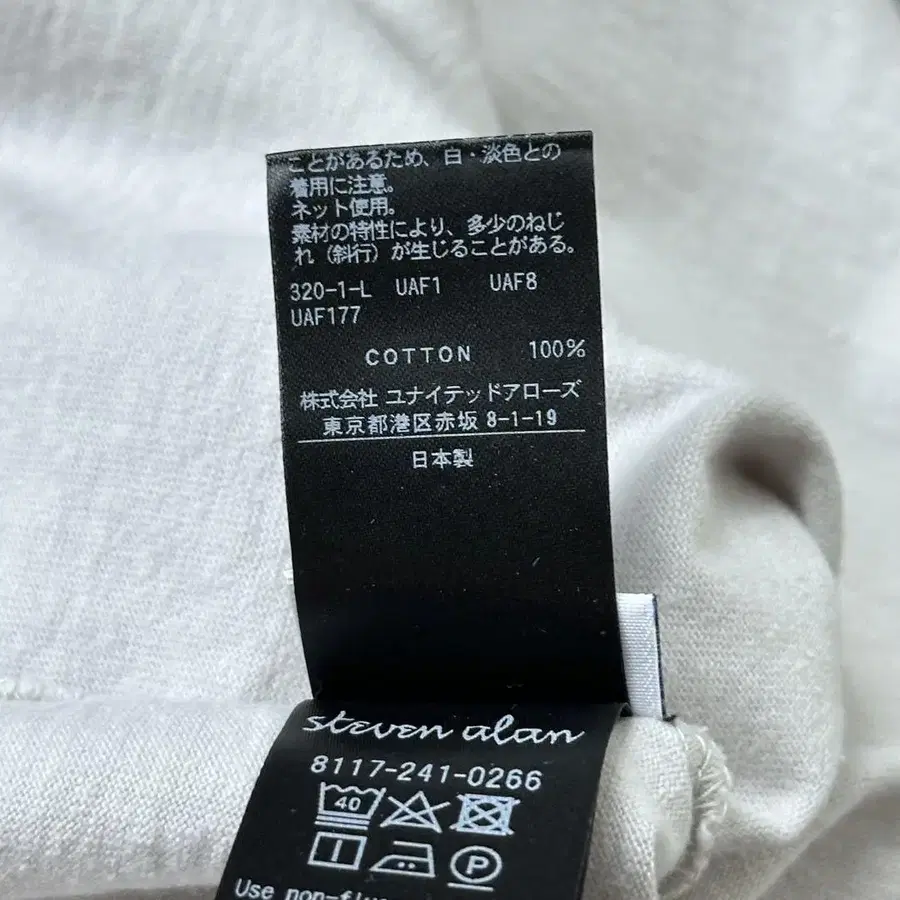 ことがあるため、白・淡色との
着用に注意。
ネット使用。
素材の特性により、多少のねじ
れ（斜行）が生じることがある。
320-1-L UAF1 UAF8
UAF177
COTTON 100%
株式会社 ユナイテッドアローズ
東京都港区赤坂 8-1-19
日本製
steven alan
8117-241-0266
40
P
Use